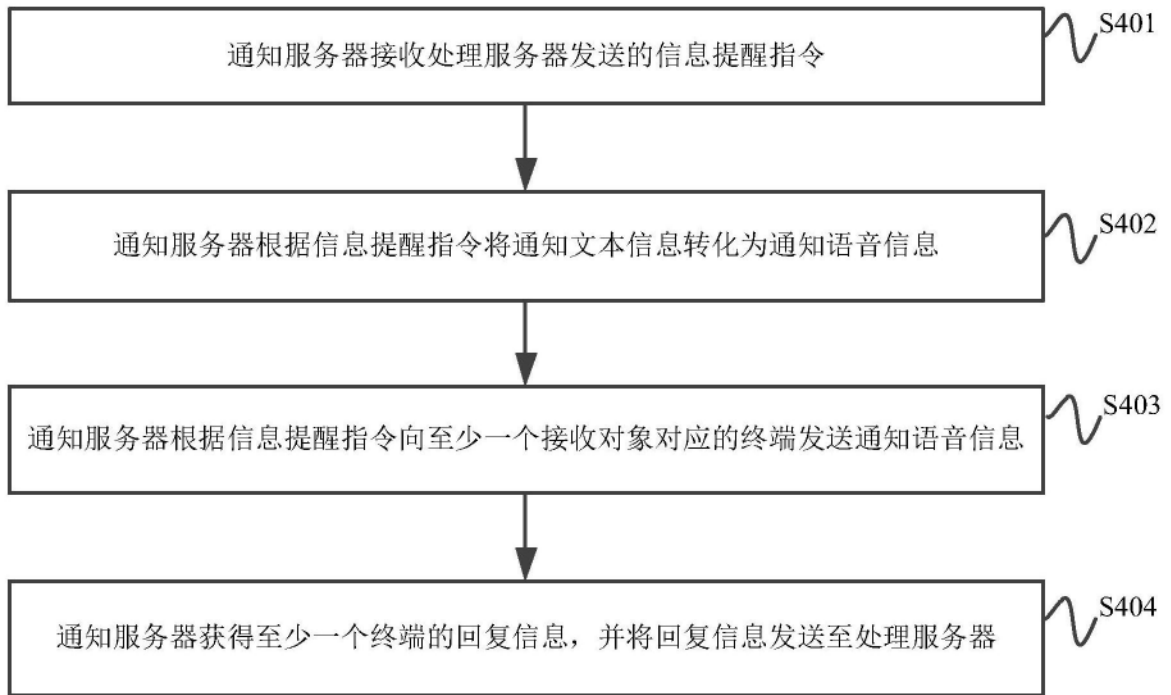 S401
通知服务器接收处理服务器发送的信息提醒指令
S402
通知服务器根据信息提醒指令将通知文本信息转化为通知语音信息
S403
通知服务器根据信息提醒指令向至少一个接收对象对应的终端发送通知语音信息
S404
通知服务器获得至少一个终端的回复信息，并将回复信息发送至处理服务器